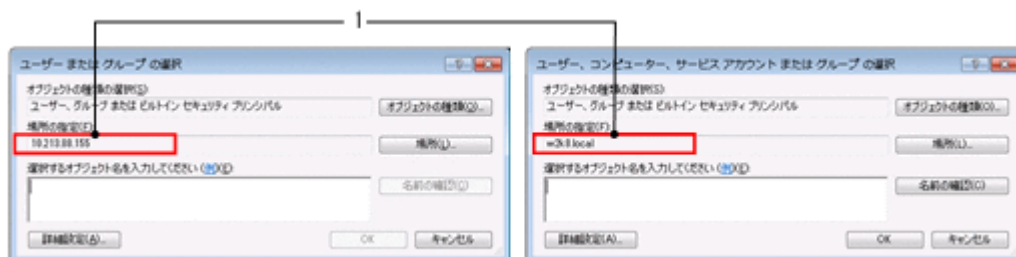 1
ユーザー または グループ の選択
オブジェクトの種類の選択(S)
ユーザー、グループ または ビルトイン セキュリティ プリンシパル
オブジェクトの種類(O)...
場所の指定(F):
10.213.88.155
場所(L)...
選択するオブジェクト名を入力してください (例)(E):
名前の確認(C)
詳細設定(A)...
OK
キャンセル
ユーザー、コンピューター、サービス アカウント または グループ の選択
オブジェクトの種類の選択(S)
ユーザー、グループ または ビルトイン セキュリティ プリンシパル
オブジェクトの種類(O)...
場所の指定(F):
場所(L)...
選択するオブジェクト名を入力してください (例)(E):
名前の確認(C)
詳細設定(A)...
OK
キャンセル